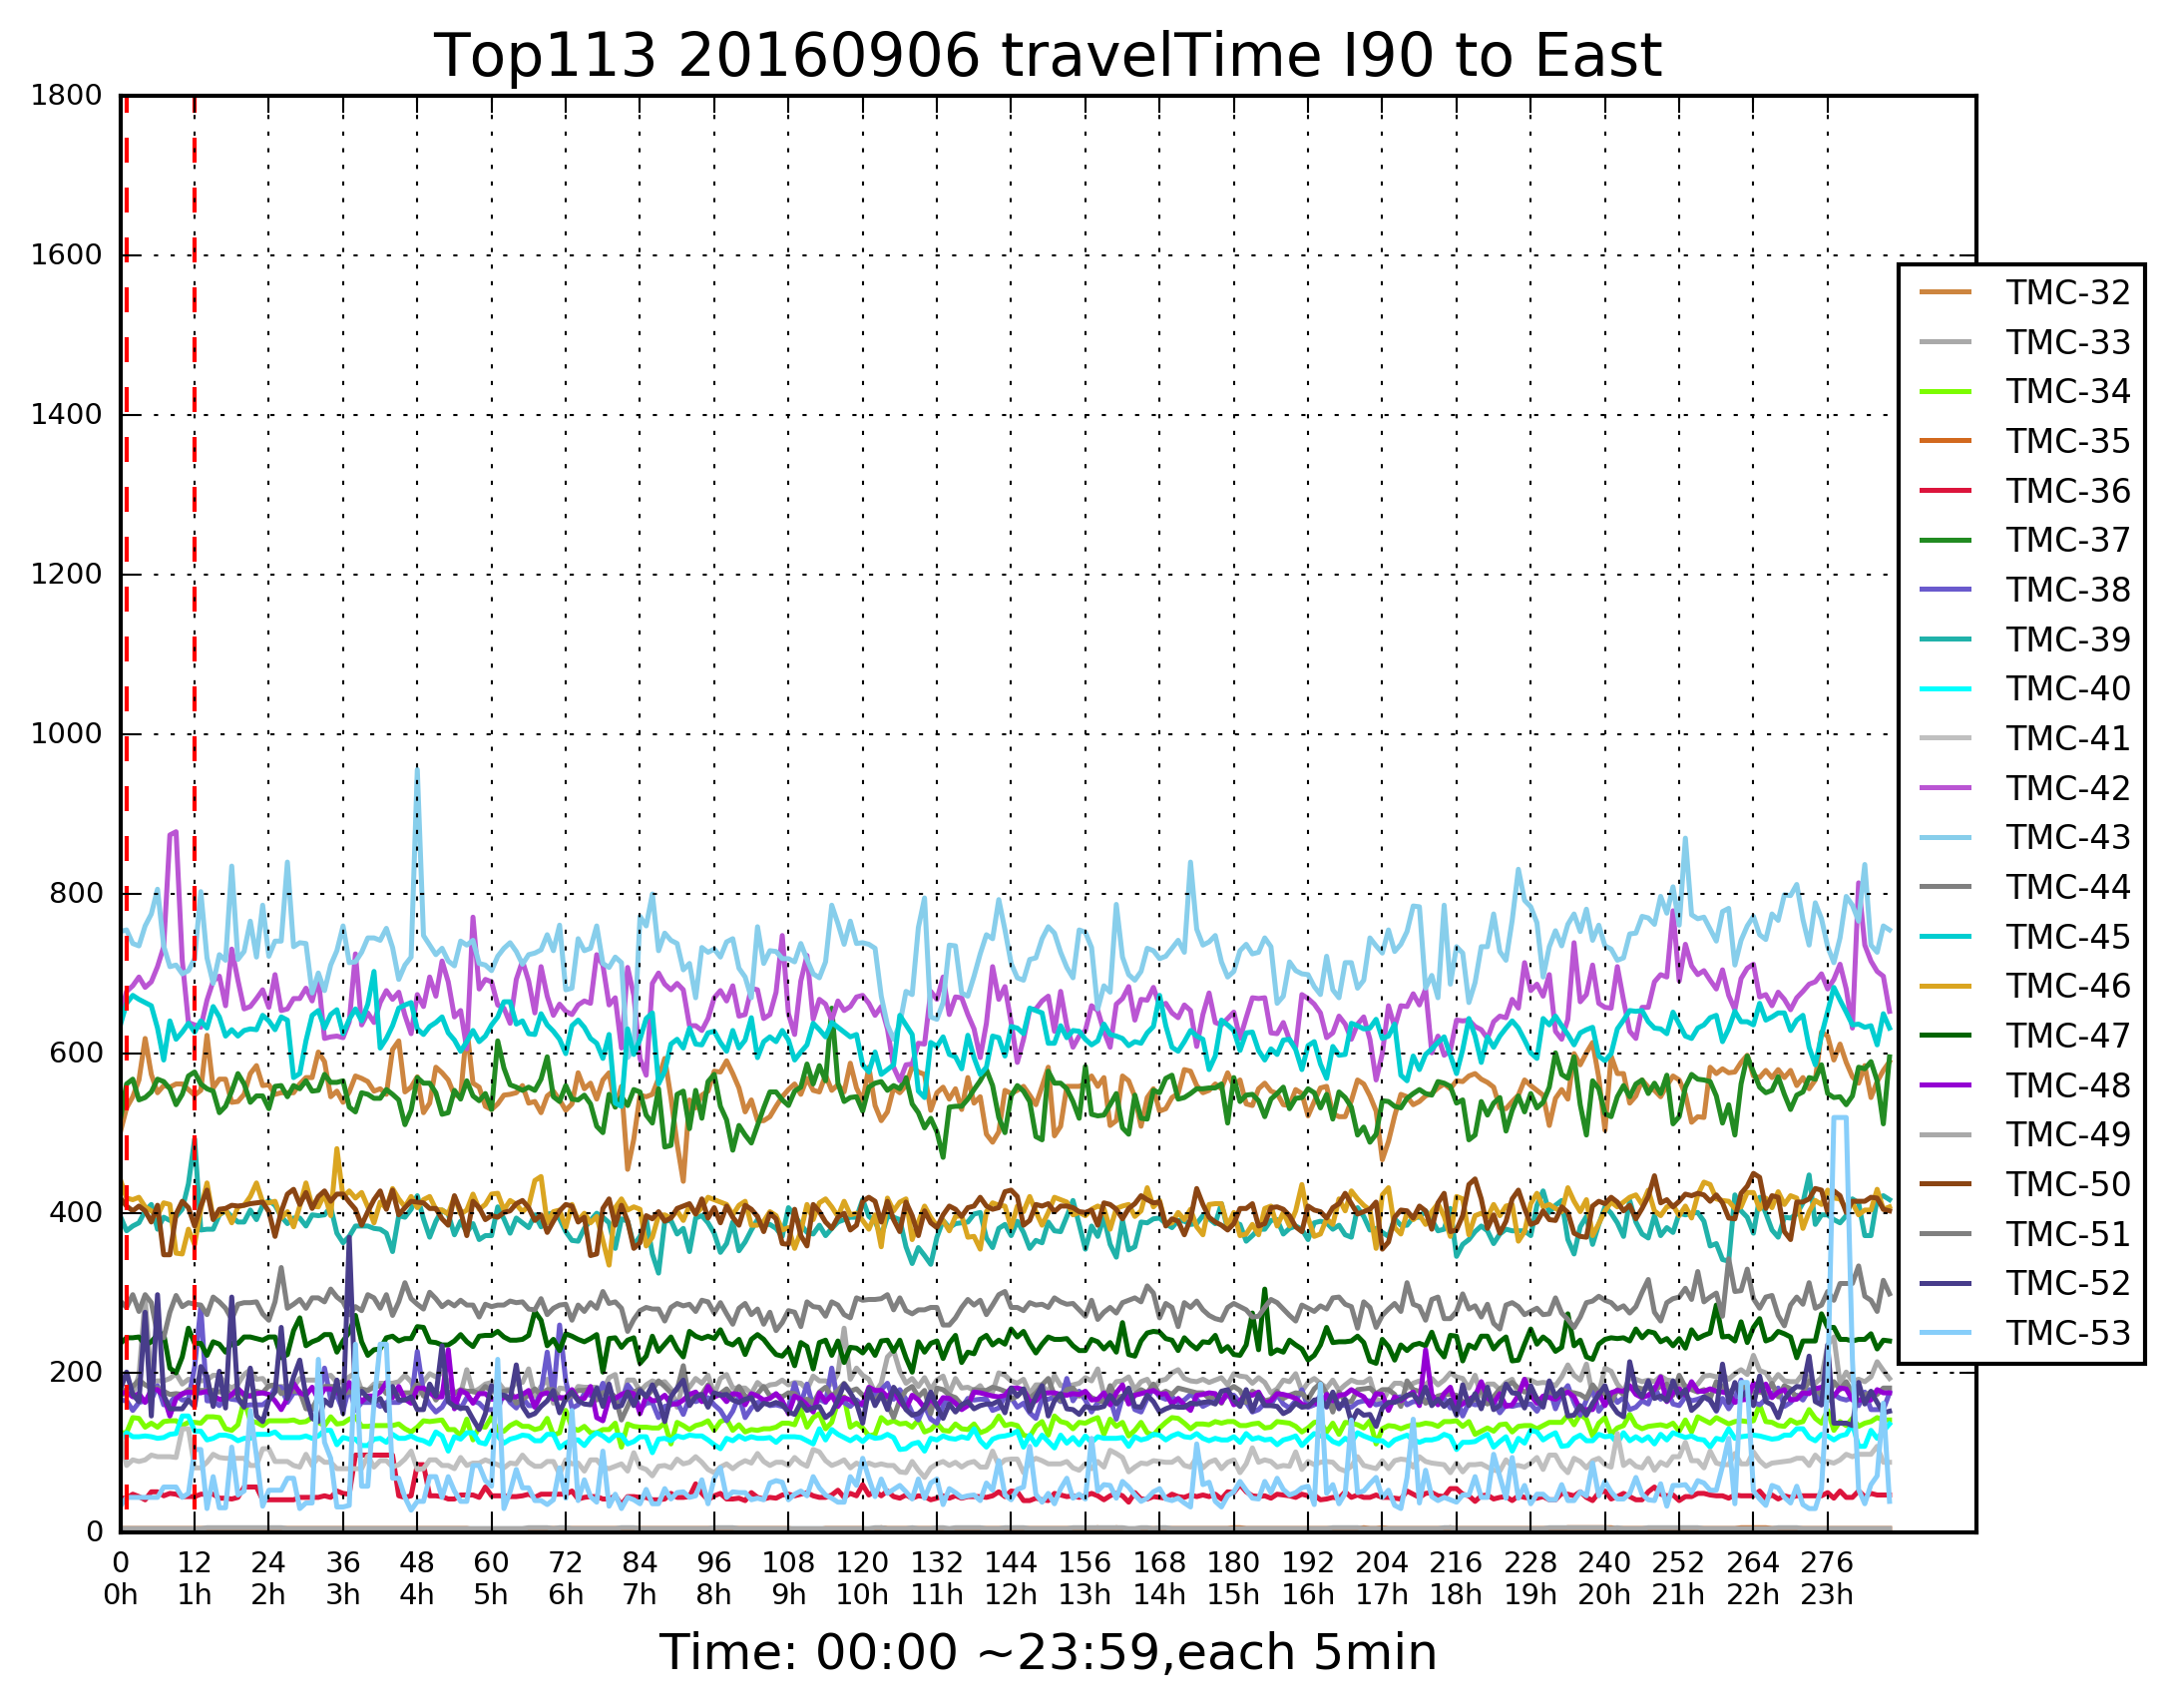 Top113 20160906 travelTime I90 to East
1800
1600
1400
1200
1000
800
600
400
200
0
TMC-32
TMC-33
TMC-34
TMC-35
TMC-36
TMC-37
TMC-38
TMC-39
TMC-40
TMC-41
TMC-42
TMC-43
TMC-44
TMC-45
TMC-46
TMC-47
TMC-48
TMC-49
TMC-50
TMC-51
TMC-52
TMC-53
0 12 24 36 48 60 72 84 96 108 120 132 144 156 168 180 192 204 216 228 240 252 264 276
0h 1h 2h 3h 4h 5h 6h 7h 8h 9h 10h 11h 12h 13h 14h 15h 16h 17h 18h 19h 20h 21h 22h 23h
Time: 00:00 ~23:59,each 5min